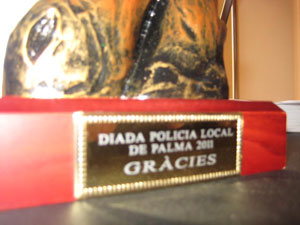 DIADA POLICIA LOCAL
DE PALMA 2011
GRÀCIES